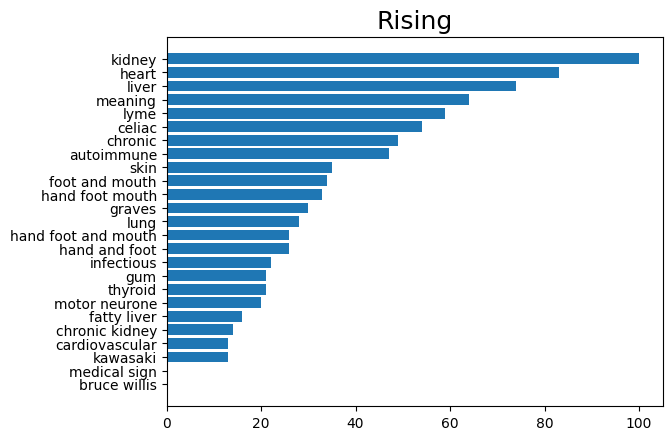 Rising
kidney
heart
liver
meaning
lyme
celiac
chronic
autoimmune
skin
foot and mouth
hand foot mouth
graves
lung
hand foot and mouth
hand and foot
infectious
gum
thyroid
motor neurone
fatty liver
chronic kidney
cardiovascular
kawasaki
medical sign
bruce willis
0 20 40 60 80 100